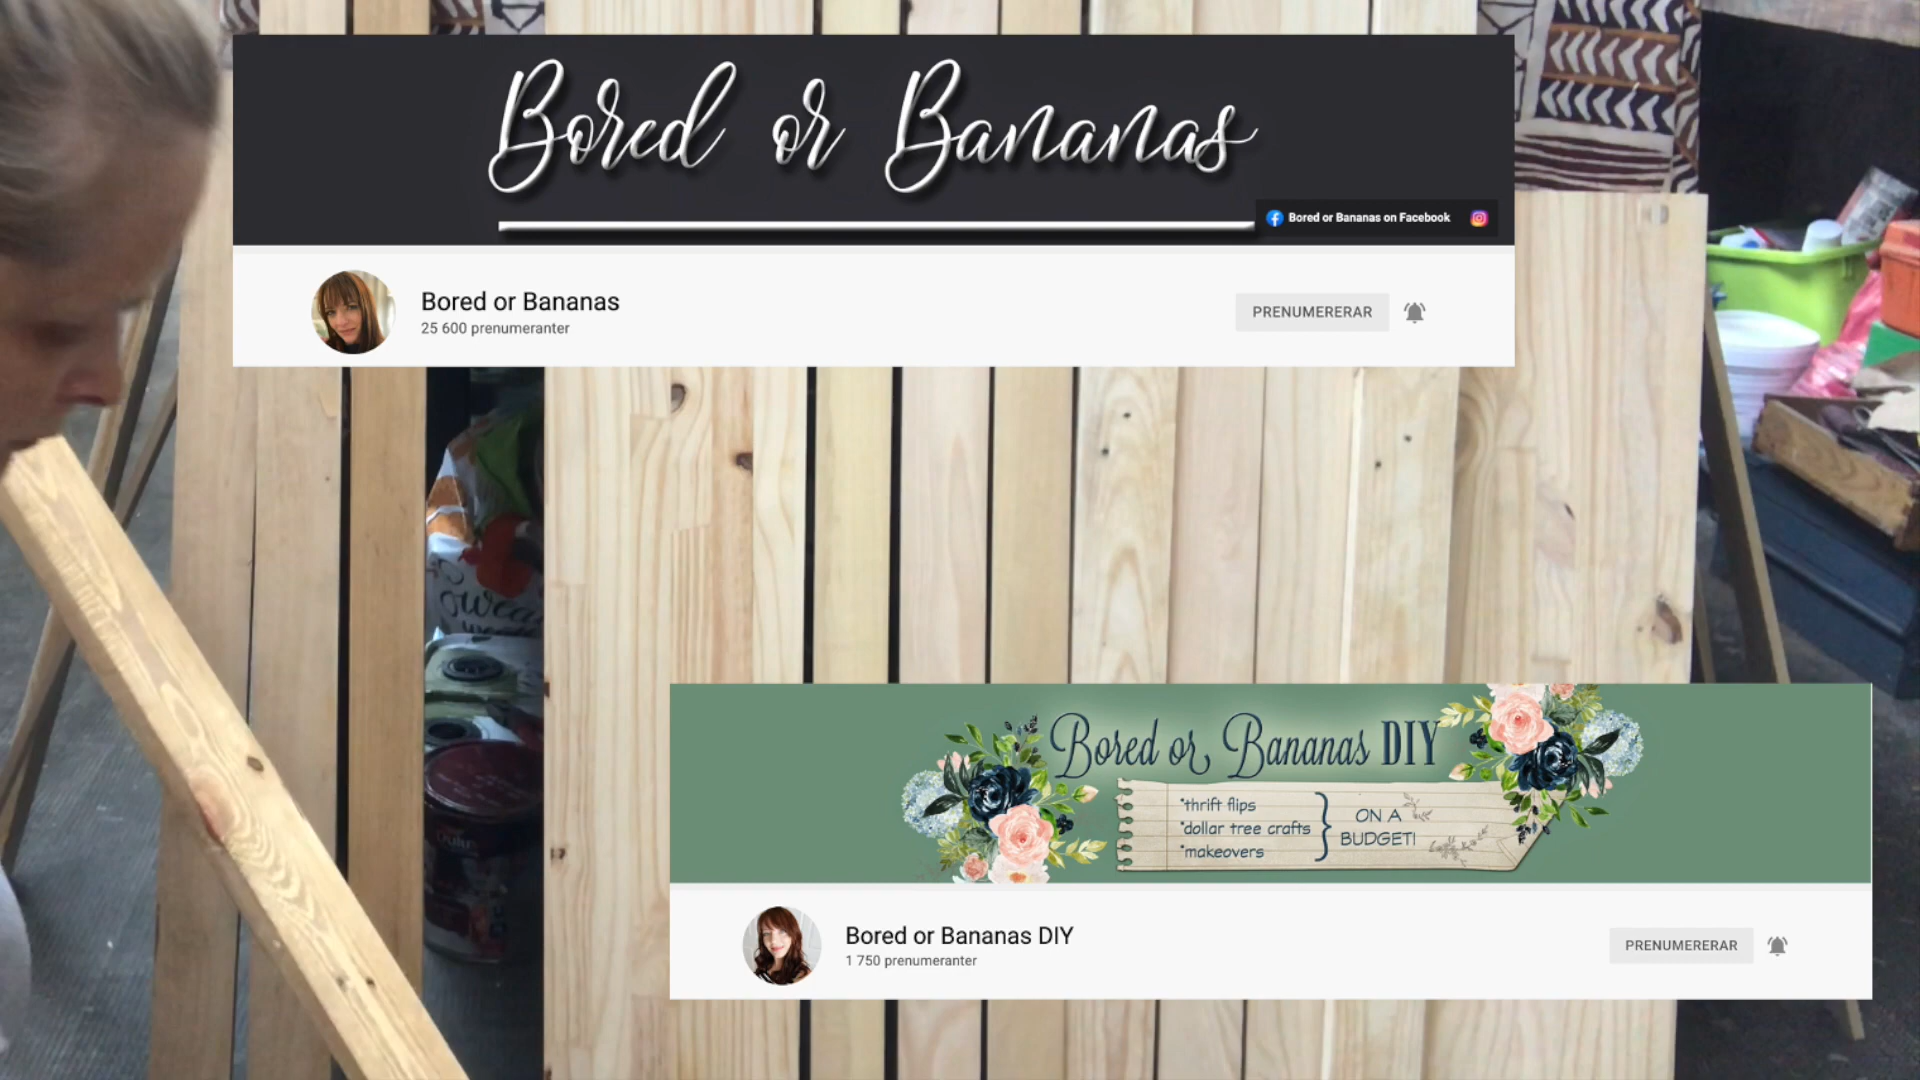 Bored or Bananas
Bored or Bananas on Facebook
Bored or Bananas
25 600 prenumeranter
PRENUMERERAR
Bored or Bananas DIY
*thrift flips
*dollar tree crafts
*makeovers
} ON A
BUDGET!
Bored or Bananas DIY
1 750 prenumeranter
PRENUMERERAR